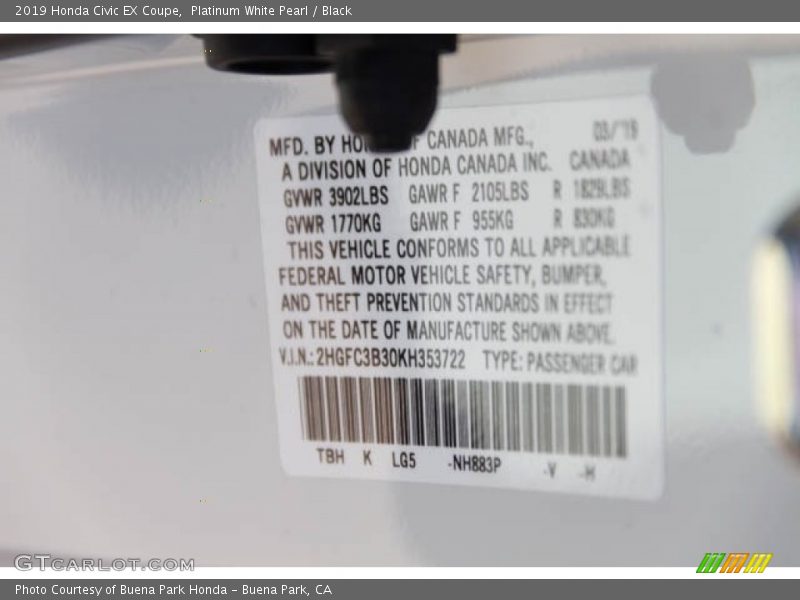 2019 Honda Civic EX Coupe, Platinum White Pearl / Black
MFD. BY HON OF CANADA MFG., 03/19
A DIVISION OF HONDA CANADA INC. CANADA
GVWR 3902LBS GAWR F 2105LBS R 1829LBS
GVWR 1770KG GAWR F 955KG R 830KG
THIS VEHICLE CONFORMS TO ALL APPLICABLE
FEDERAL MOTOR VEHICLE SAFETY, BUMPER,
AND THEFT PREVENTION STANDARDS IN EFFECT
ON THE DATE OF MANUFACTURE SHOWN ABOVE.
V.I.N.: 2HGFC3B30KH353722 TYPE: PASSENGER CAR
TBH K LG5 -NH883P -V -H
GTCARLOT.COM
Photo Courtesy of Buena Park Honda – Buena Park, CA